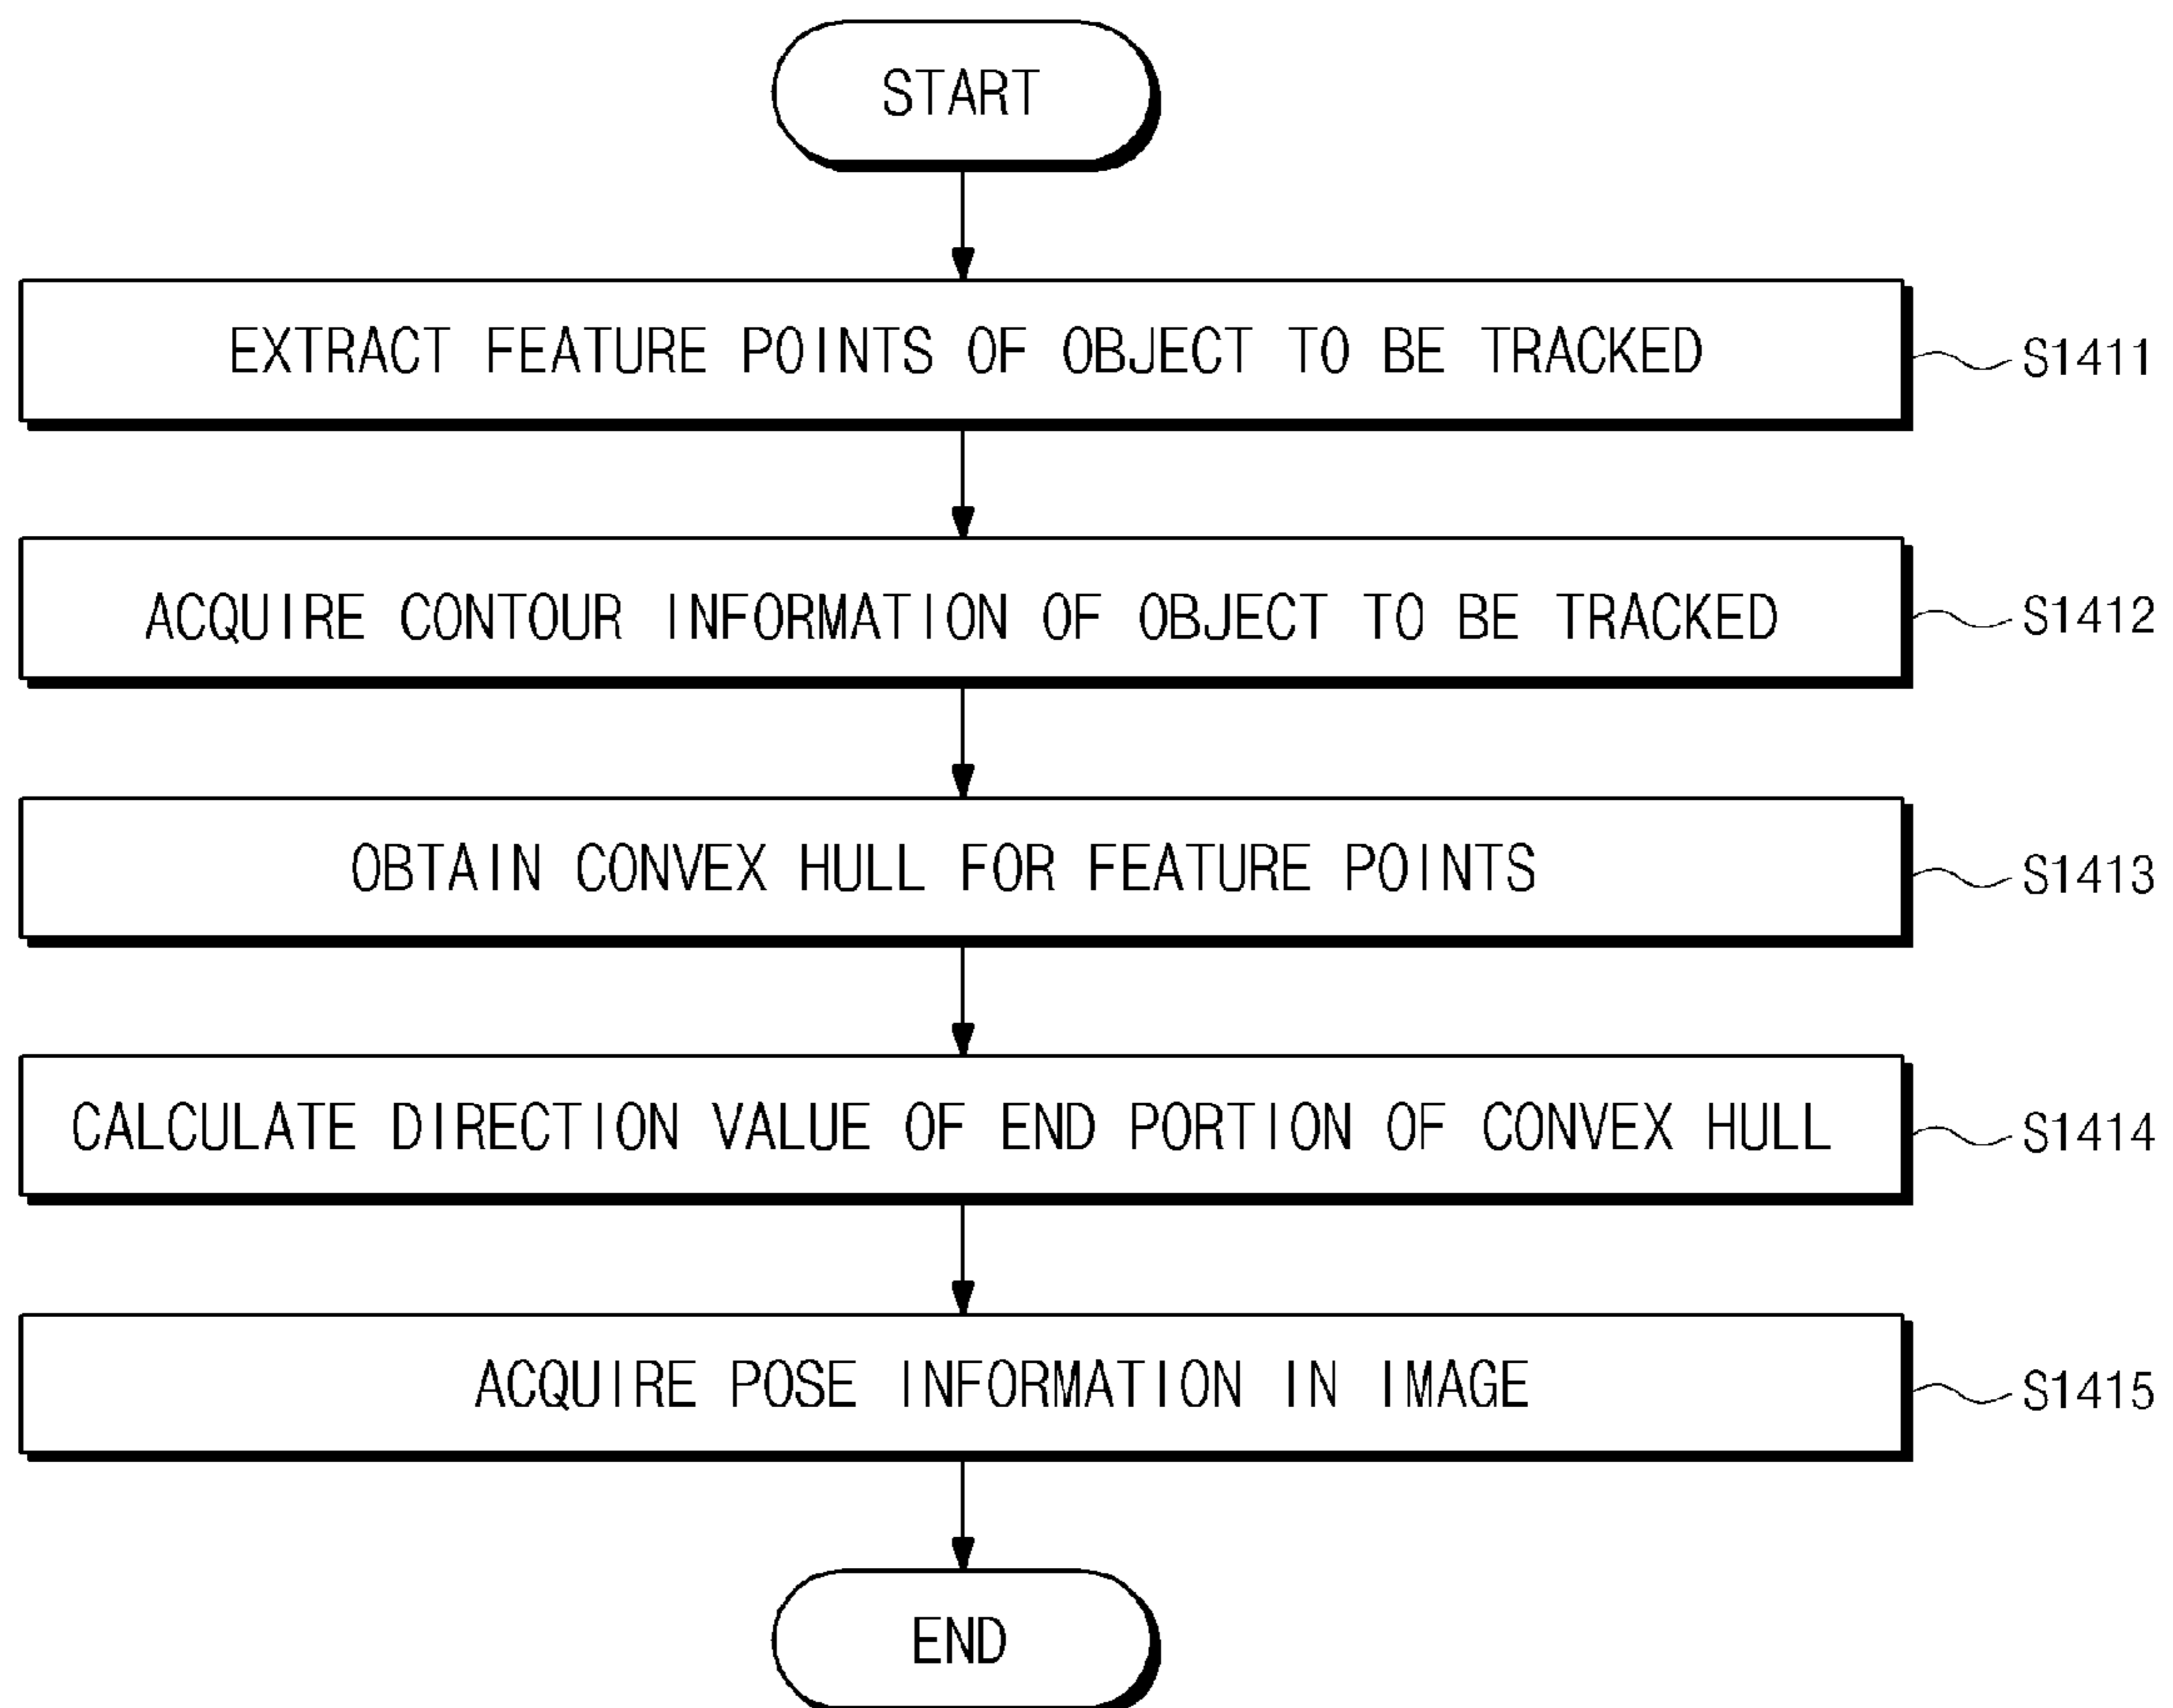 START
EXTRACT FEATURE POINTS OF OBJECT TO BE TRACKED
S1411
ACQUIRE CONTOUR INFORMATION OF OBJECT TO BE TRACKED
S1412
OBTAIN CONVEX HULL FOR FEATURE POINTS
S1413
CALCULATE DIRECTION VALUE OF END PORTION OF CONVEX HULL
S1414
ACQUIRE POSE INFORMATION IN IMAGE
S1415
END